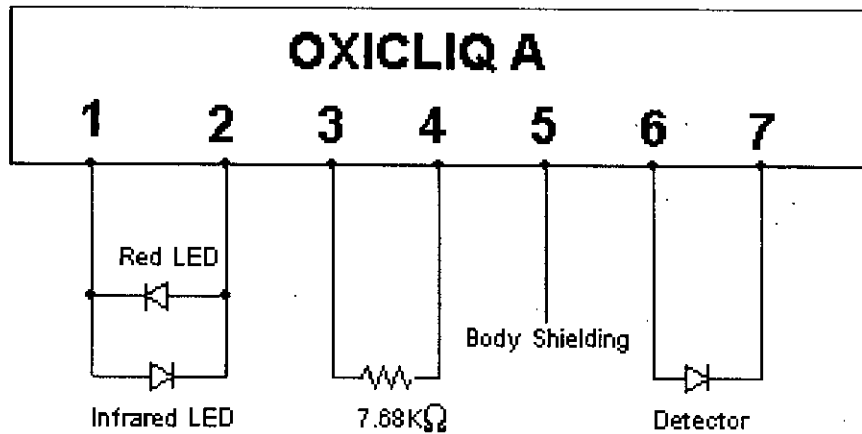 OXICLIQ A
1 2 3 4 5 6 7
Red LED
Body Shielding
Infrared LED
7.68KΩ
Detector